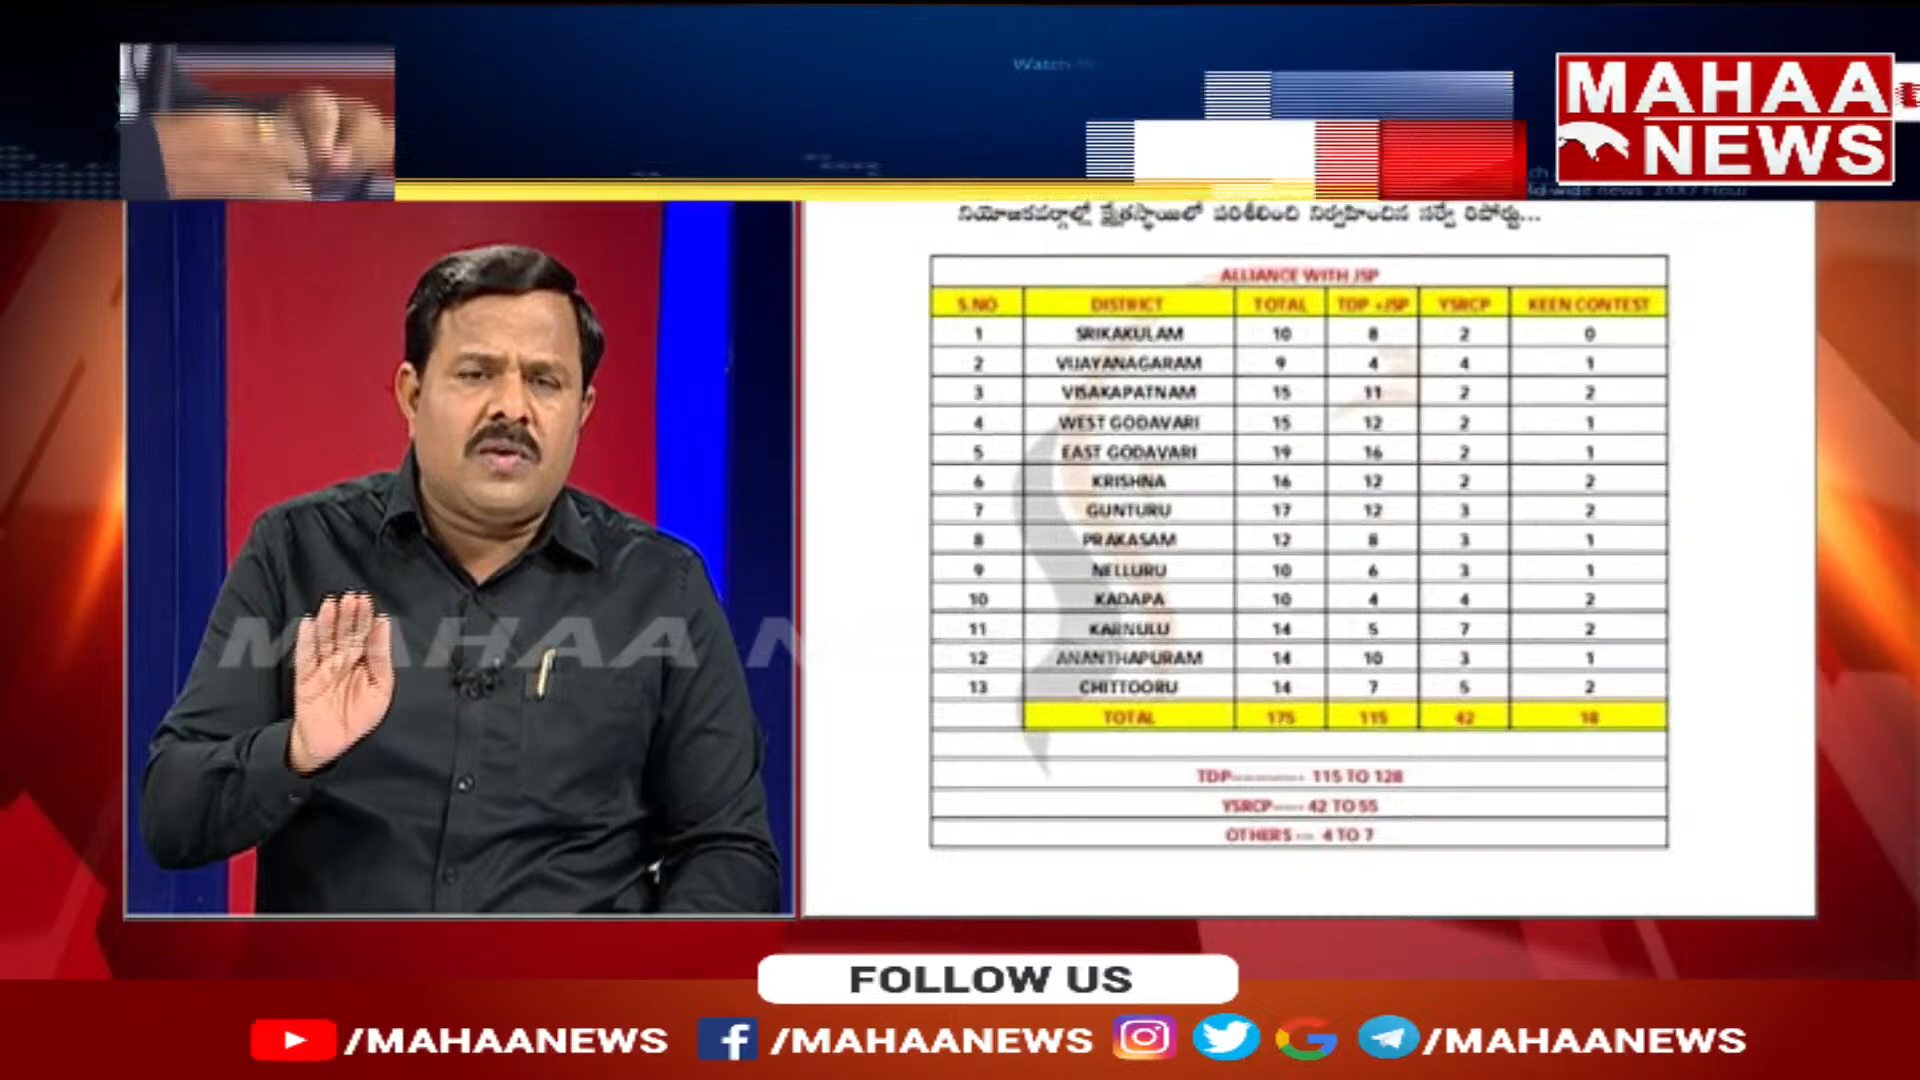 MAHAA
NEWS
నియోజకవర్గాల్లో క్షేత్రస్థాయిలో పరిశీలించి నిర్వహించిన సర్వే రిపోర్టు...
ALLIANCE WITH JSP
S.NO DISTRICT TOTAL TDP +JSP YSRCP KEEN CONTEST
1 SRIKAKULAM 10 8 2 0
2 VIJAYANAGARAM 9 4 4 1
3 VISAKAPATNAM 15 11 2 2
4 WEST GODAVARI 15 12 2 1
5 EAST GODAVARI 19 16 2 1
6 KRISHNA 16 12 2 2
7 GUNTURU 17 12 3 2
8 PRAKASAM 12 8 3 1
9 NELLURU 10 6 3 1
10 KADAPA 10 4 4 2
11 KARNULU 14 5 7 2
12 ANANTHAPURAM 14 10 3 1
13 CHITTOORU 14 7 5 2
TOTAL 175 115 42 18
TDP---------- 115 TO 128
YSRCP----- 42 TO 55
OTHERS --- 4 TO 7
MAHAA N
FOLLOW US
/MAHAANEWS /MAHAANEWS /MAHAANEWS